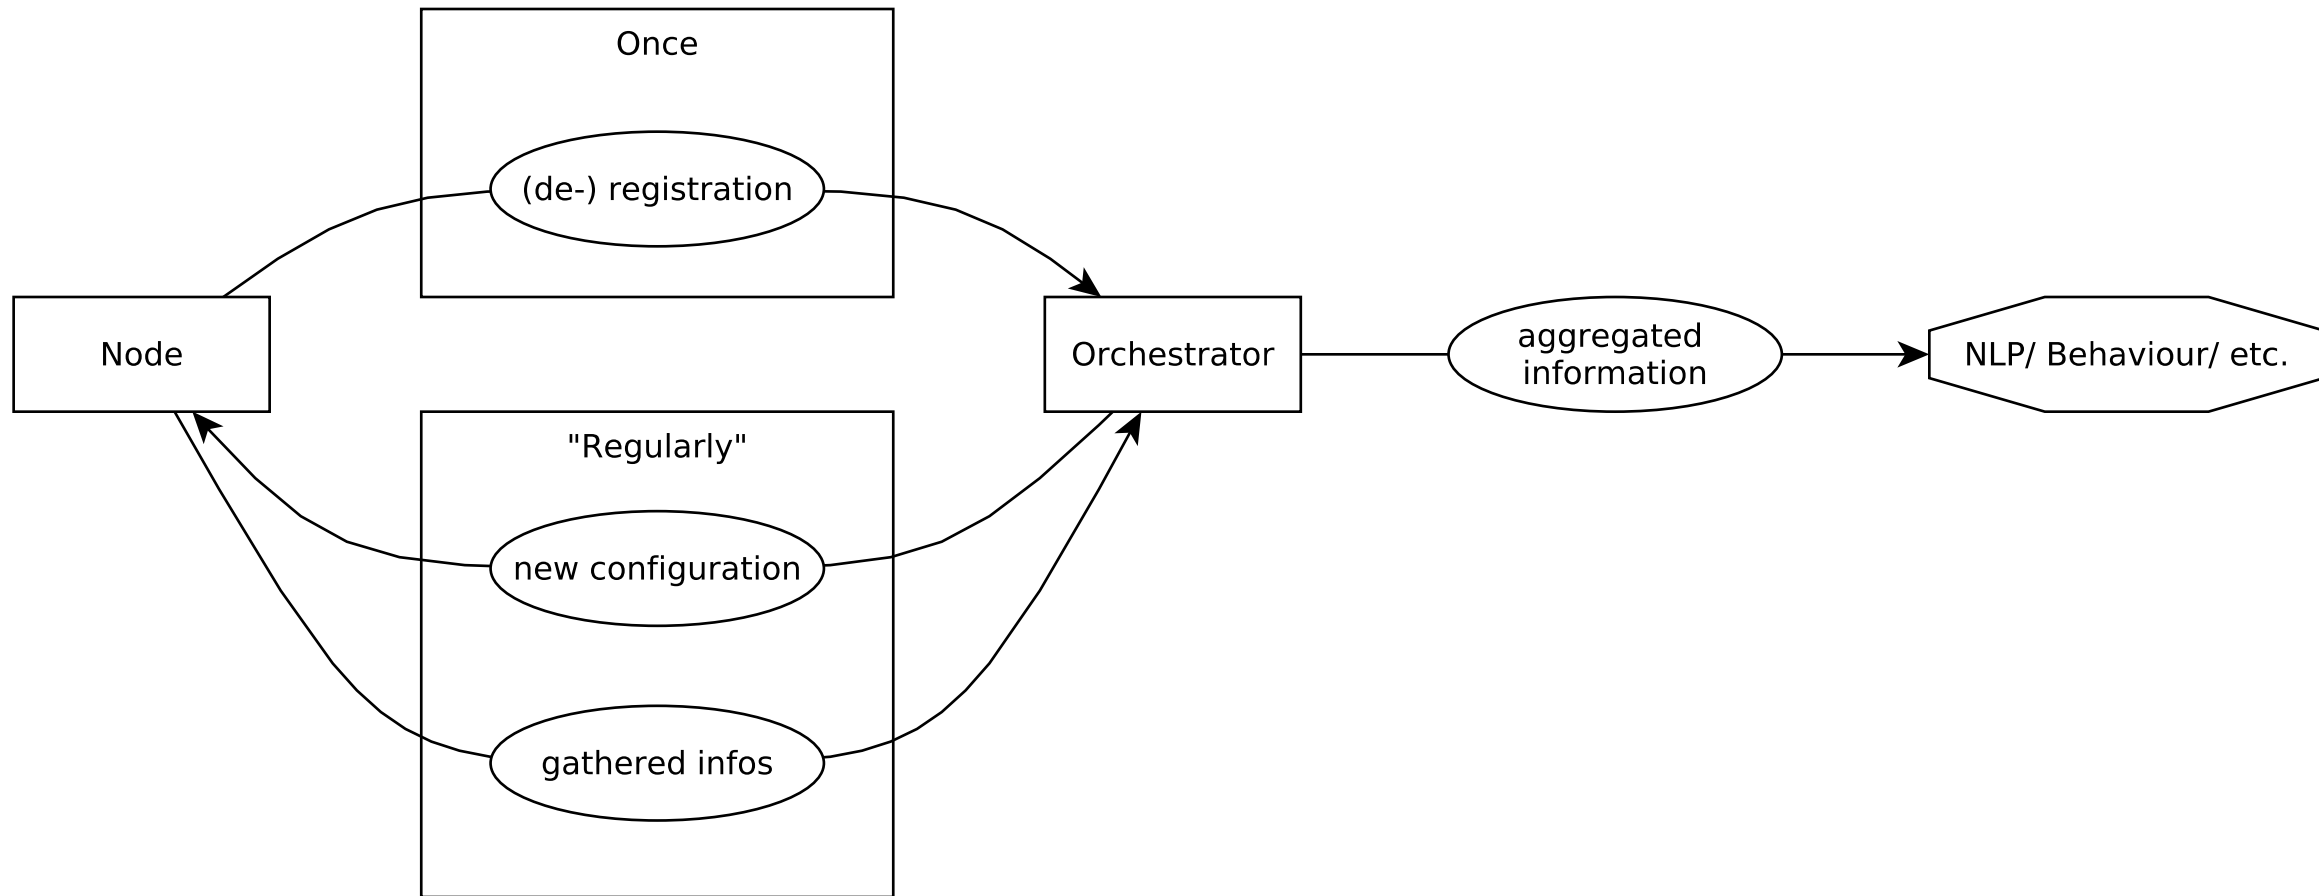 Once
(de-) registration
Node
Orchestrator
aggregated
information
NLP/ Behaviour/ etc.
"Regularly"
new configuration
gathered infos